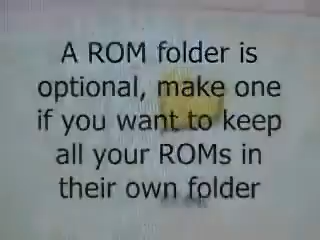 A ROM folder is
optional, make one
if you want to keep
all your ROMs in
their own folder